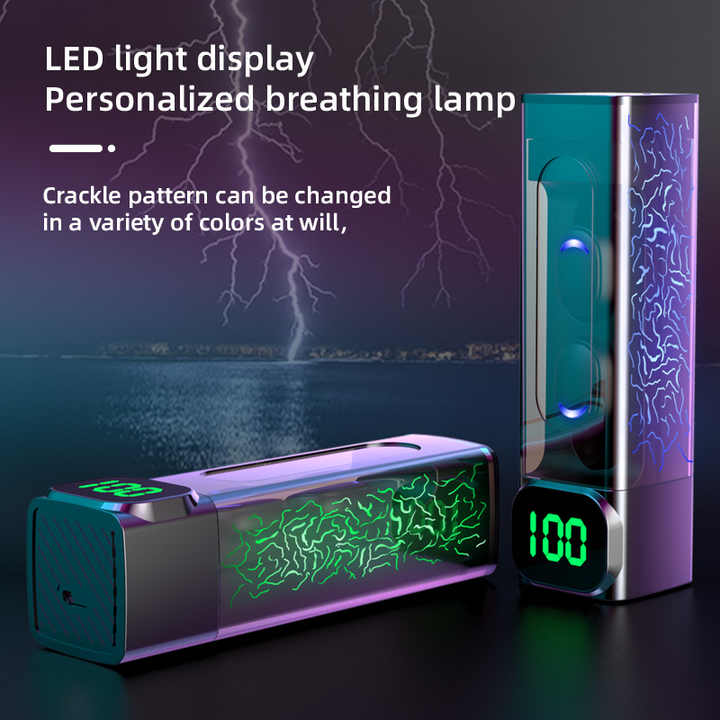 LED light display
Personalized breathing lamp
Crackle pattern can be changed
in a variety of colors at will,
100
100